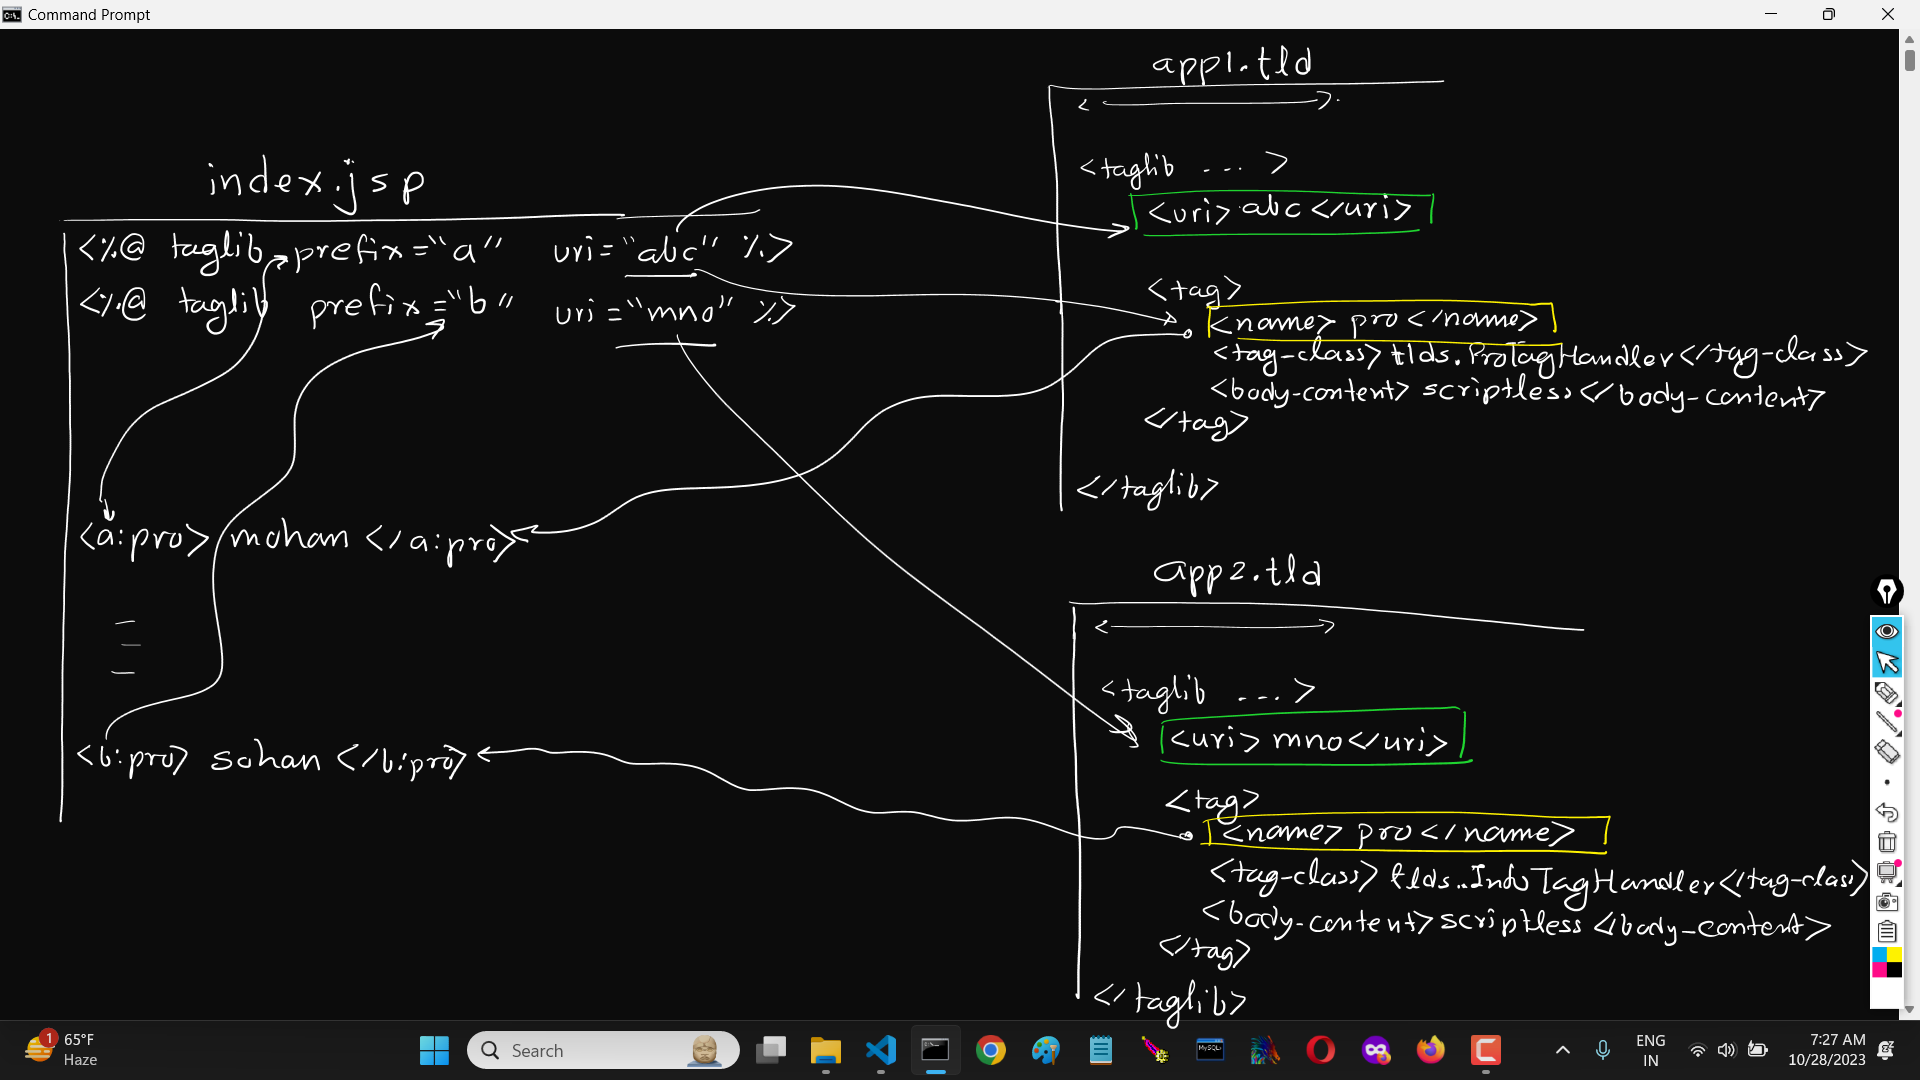 Command Prompt
index.jsp
<%@ taglib prefix="a" uri="abc" %>
<%@ taglib prefix="b" uri="mno" %>
<a:pro> mohan </a:pro>
<b:pro> sohan </b:pro>
app1.tld
<taglib ... >
<uri> abc </uri>
<tag>
<name> pro </name>
<tag-class> tlds.ProTagHandler </tag-class>
<body-content> scriptless </body-content>
</tag>
</taglib>
app2.tld
<taglib ... >
<uri> mno </uri>
<tag>
<name> pro </name>
<tag-class> tlds..InfoTagHandler </tag-class>
<body-content> scriptless </body-content>
</tag>
</taglib>
1
65°F
Haze
Search
MySQL
ENG
IN
7:27 AM
10/28/2023